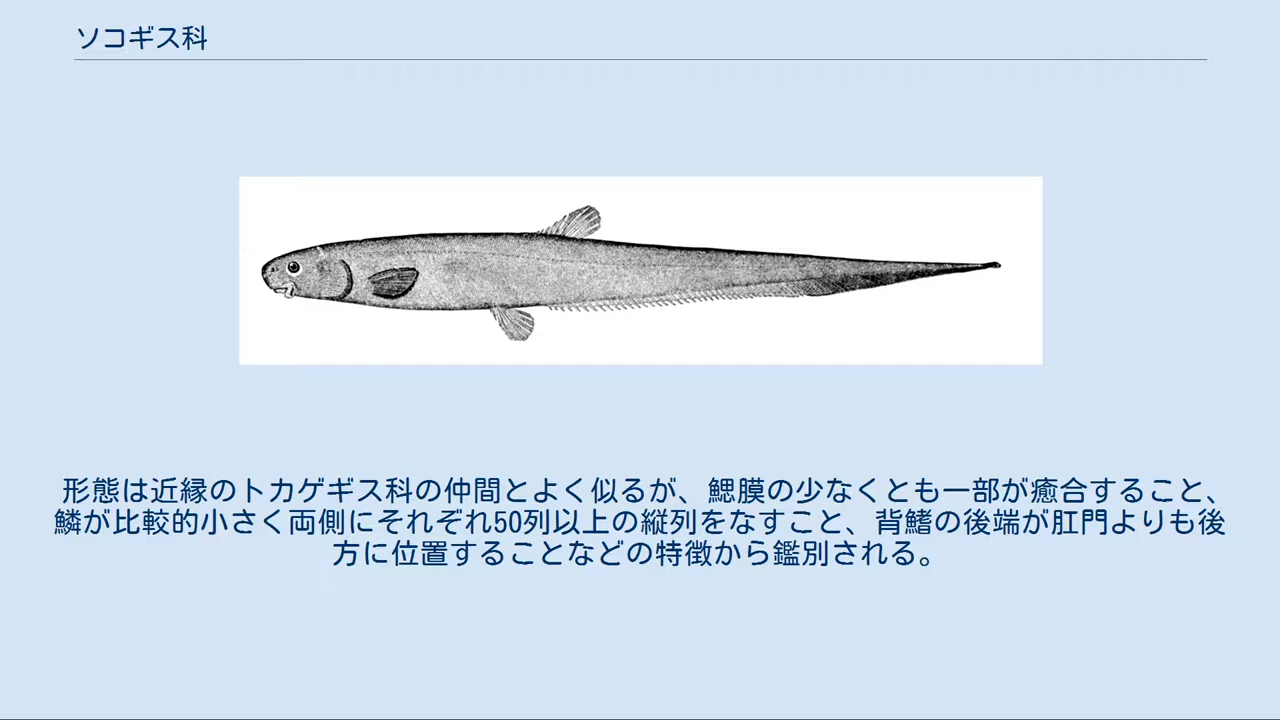 ソコギス科
形態は近縁のトカゲギス科の仲間とよく似るが、鰓膜の少なくとも一部が癒合すること、
鱗が比較的小さく両側にそれぞれ50列以上の縦列をなすこと、背鰭の後端が肛門よりも後
方に位置することなどの特徴から鑑別される。